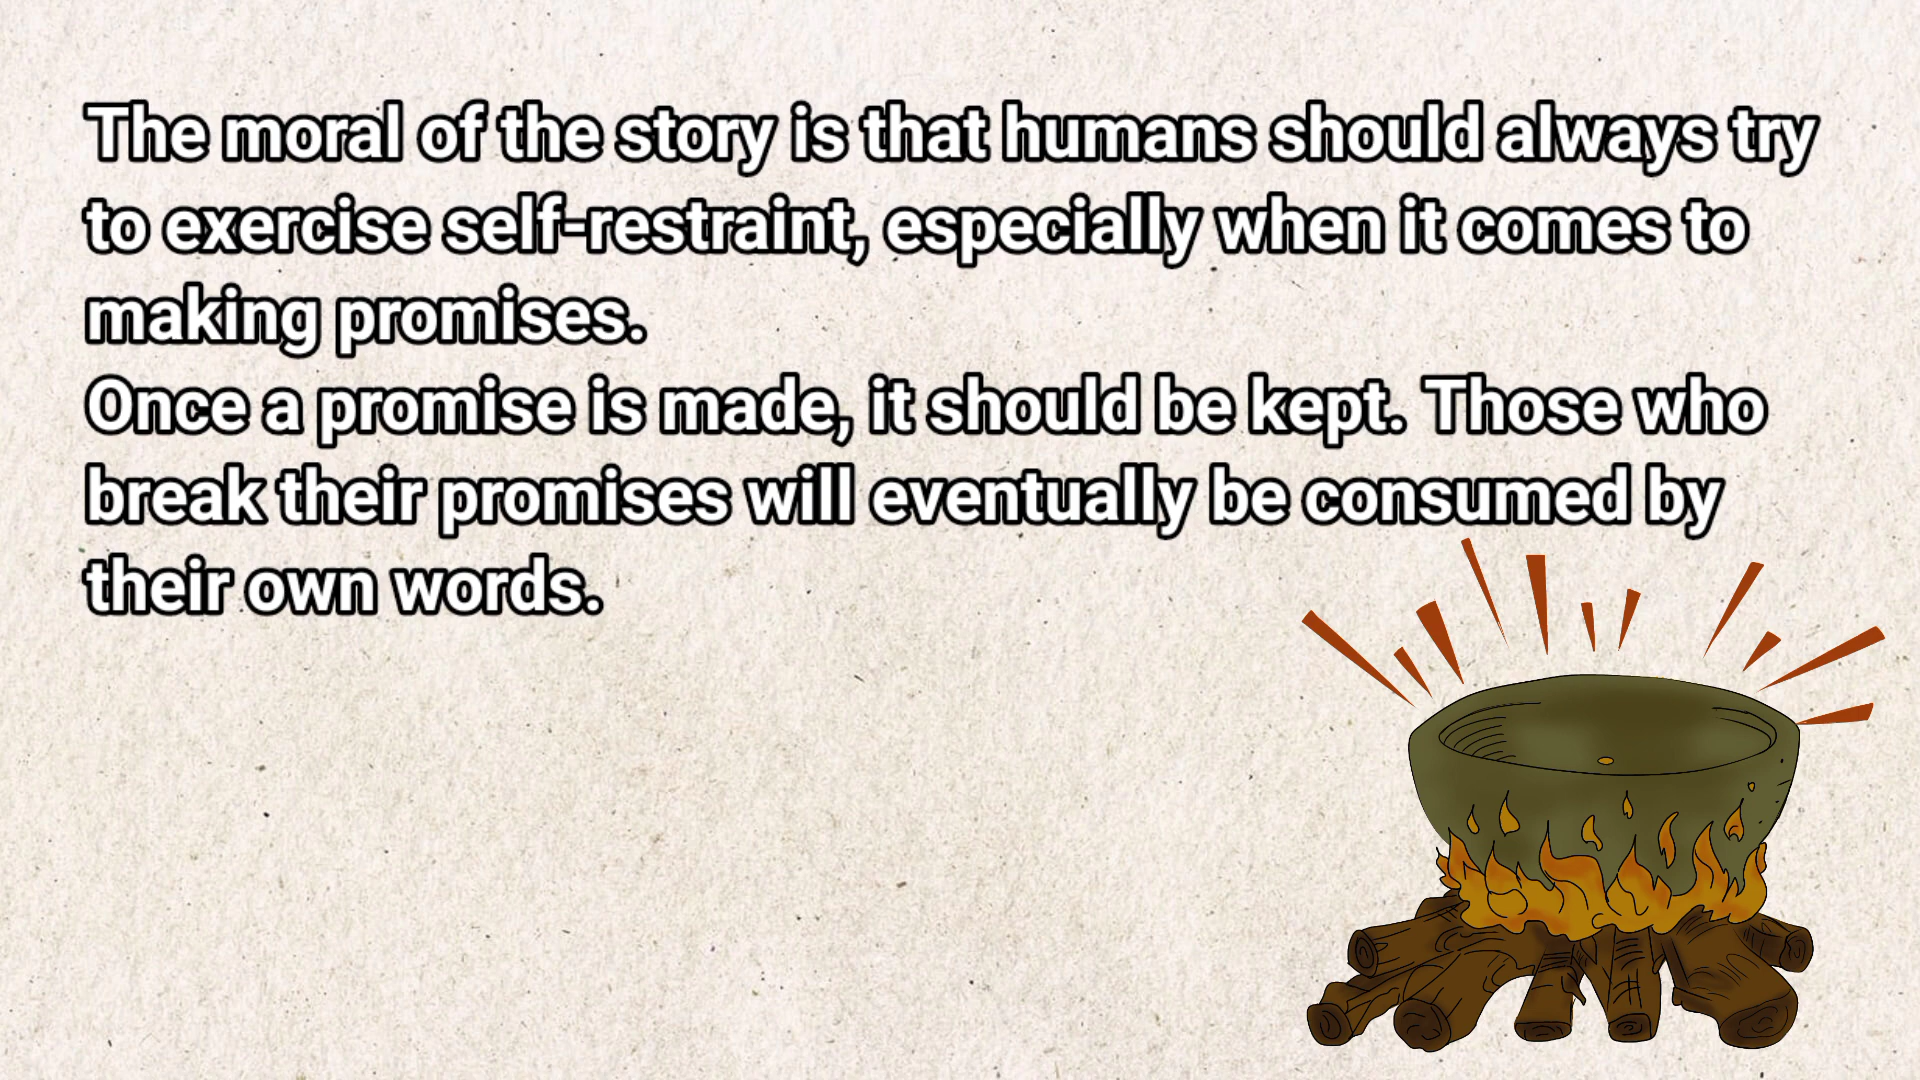 The moral of the story is that humans should always try
to exercise self-restraint, especially when it comes to
making promises.
Once a promise is made, it should be kept. Those who
break their promises will eventually be consumed by
their own words.